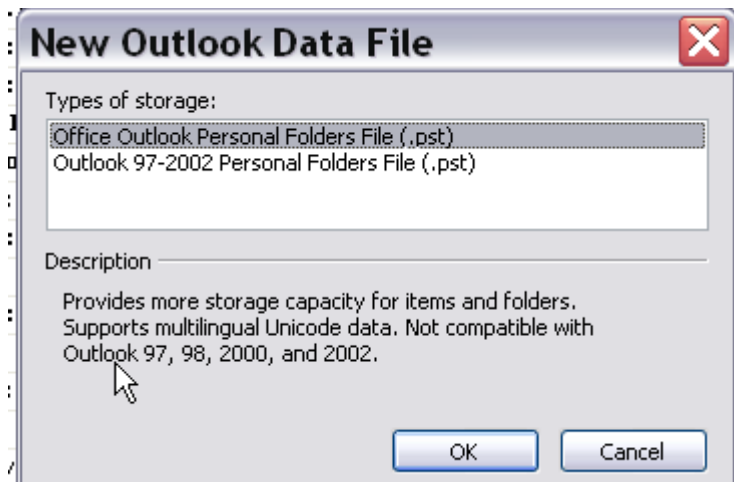 New Outlook Data File
Types of storage:
Office Outlook Personal Folders File (.pst)
Outlook 97-2002 Personal Folders File (.pst)
Description
Provides more storage capacity for items and folders.
Supports multilingual Unicode data. Not compatible with
Outlook 97, 98, 2000, and 2002.
OK Cancel